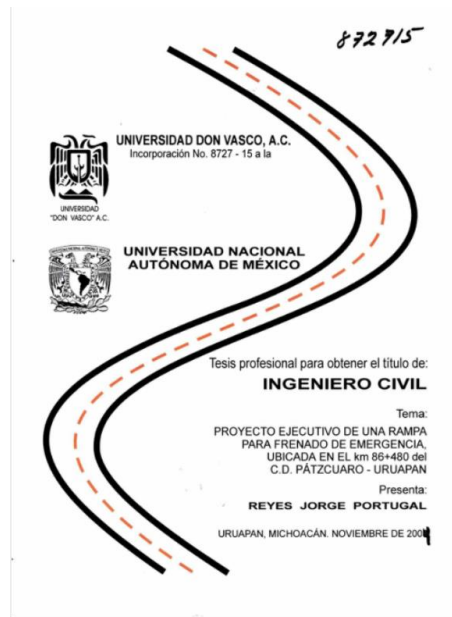 872715
UNIVERSIDAD DON VASCO, A.C.
Incorporación No. 8727 - 15 a la
UNIVERSIDAD
"DON VASCO" A.C.
UNIVERSIDAD NACIONAL
AUTÓNOMA DE MÉXICO
Tesis profesional para obtener el título de:
INGENIERO CIVIL
Tema:
PROYECTO EJECUTIVO DE UNA RAMPA
PARA FRENADO DE EMERGENCIA,
UBICADA EN EL km 86+480 del
C.D. PÁTZCUARO - URUAPAN
Presenta:
REYES JORGE PORTUGAL
URUAPAN, MICHOACÁN. NOVIEMBRE DE